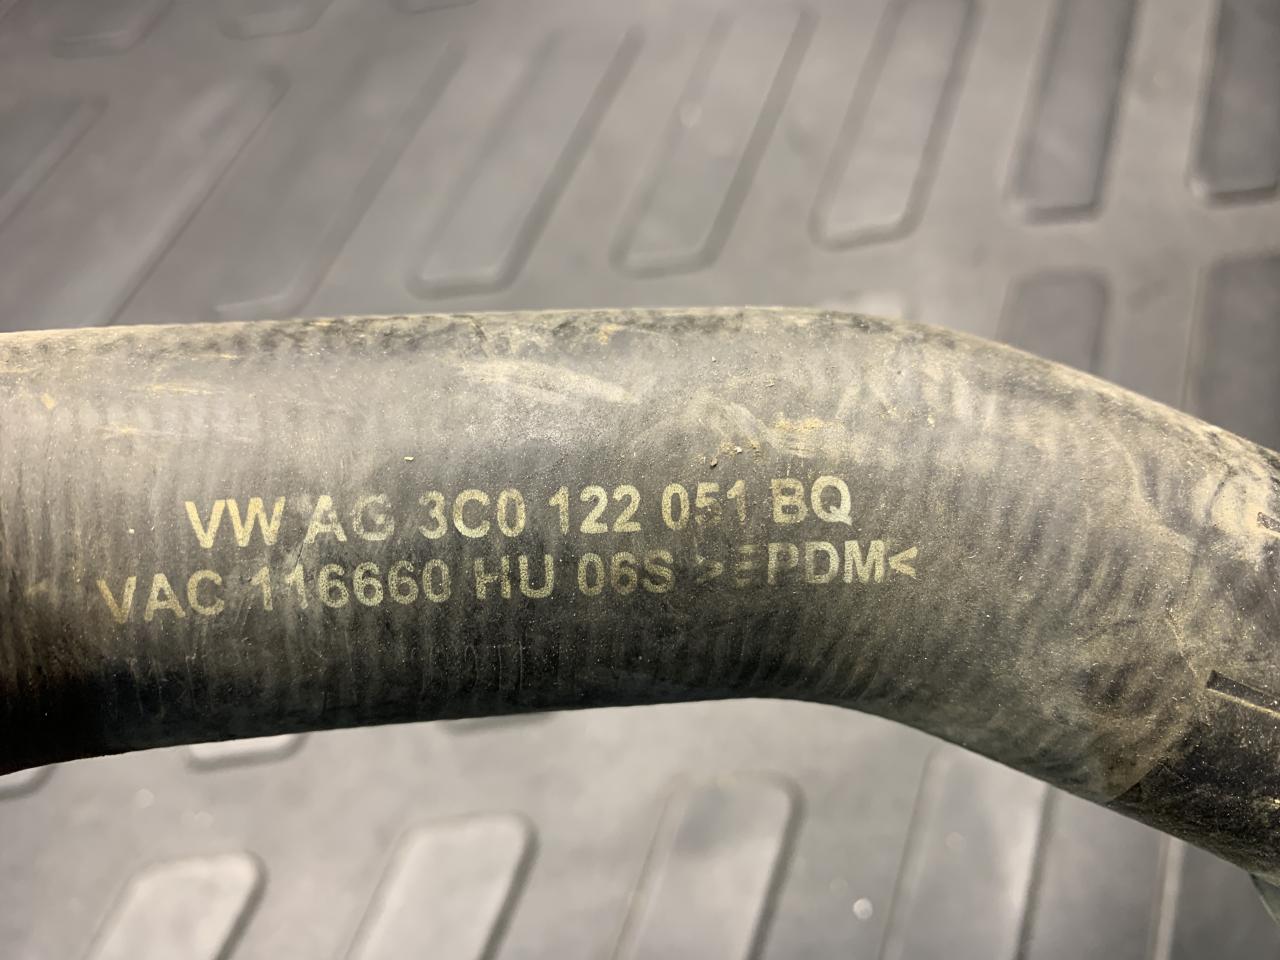 VW AG 3C0 122 051 BQ
VAC 116660 HU 06S >EPDM<